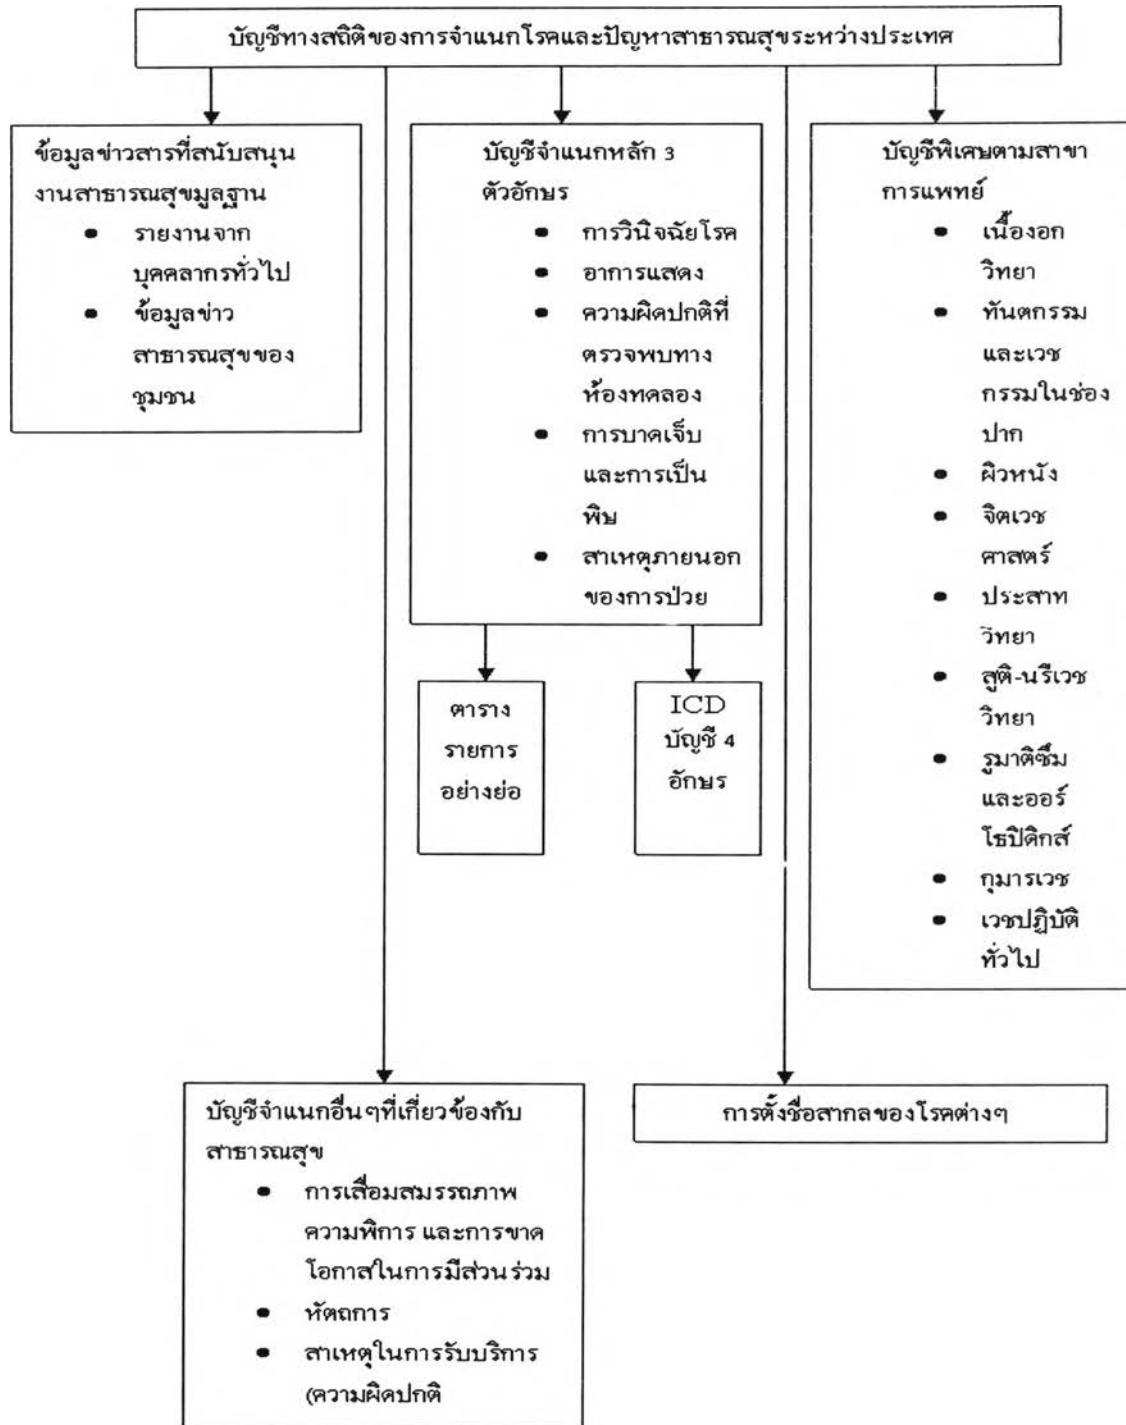 บัญชีทางสถิติของการจำแนกโรคและปัญหาสาธารณสุขระหว่างประเทศ
ข้อมูลข่าวสารที่สนับสนุน
งานสาธารณสุขมูลฐาน
● รายงานจาก
บุคคลากรทั่วไป
● ข้อมูลข่าว
สาธารณสุขของ
ชุมชน
บัญชีจำแนกหลัก 3
ตัวอักษร
● การวินิจฉัยโรค
● อาการแสดง
● ความผิดปกติที่
ตรวจพบทาง
ห้องทดลอง
● การบาดเจ็บ
และการเป็น
พิษ
● สาเหตุภายนอก
ของการป่วย
บัญชีพิเศษตามสาขา
การแพทย์
● เนื้องอก
วิทยา
● ทันตกรรม
และเวช
กรรมในช่อง
ปาก
● ผิวหนัง
● จิตเวช
ศาสตร์
● ประสาท
วิทยา
● สูติ-นรีเวช
วิทยา
● รูมาติซึ่ม
และออร์
โธปิดิกส์
● กุมารเวช
● เวชปฏิบัติ
ทั่วไป
ตาราง
รายการ
อย่างย่อ
ICD
บัญชี 4
อักษร
บัญชีจำแนกอื่นๆที่เกี่ยวข้องกับ
สาธารณสุข
● การเสื่อมสมรรถภาพ
ความพิการ และการขาด
โอกาสในการมีส่วนร่วม
● หัตถการ
● สาเหตุในการรับบริการ
(ความผิดปกติ
การตั้งชื่อสากลของโรคต่างๆ